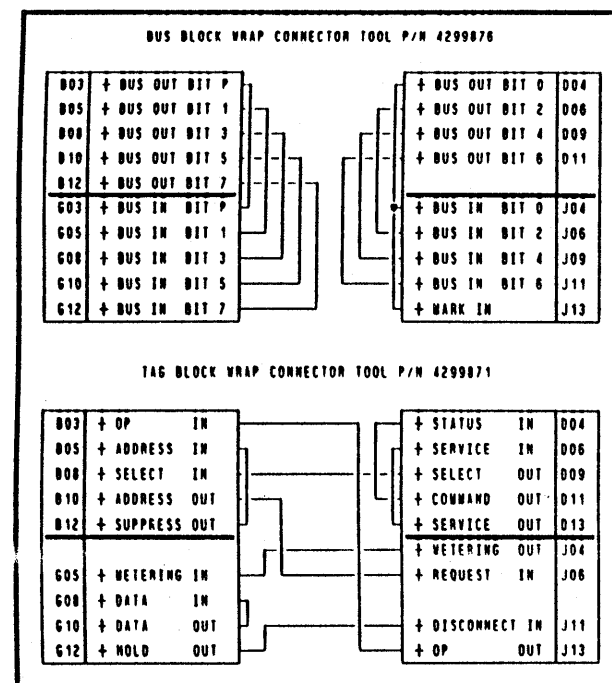 BUS BLOCK WRAP CONNECTOR TOOL P/N 4299876
B03 + BUS OUT BIT P
B05 + BUS OUT BIT 1
B08 + BUS OUT BIT 3
B10 + BUS OUT BIT 5
B12 + BUS OUT BIT 7
G03 + BUS IN BIT P
G05 + BUS IN BIT 1
G08 + BUS IN BIT 3
G10 + BUS IN BIT 5
G12 + BUS IN BIT 7
+ BUS OUT BIT 0 D04
+ BUS OUT BIT 2 D06
+ BUS OUT BIT 4 D09
+ BUS OUT BIT 6 D11
+ BUS IN BIT 0 J04
+ BUS IN BIT 2 J06
+ BUS IN BIT 4 J09
+ BUS IN BIT 6 J11
+ MARK IN J13
TAG BLOCK WRAP CONNECTOR TOOL P/N 4299871
B03 + OP IN
B05 + ADDRESS IN
B08 + SELECT IN
B10 + ADDRESS OUT
B12 + SUPPRESS OUT
G05 + METERING IN
G08 + DATA IN
G10 + DATA OUT
G12 + HOLD OUT
+ STATUS IN D04
+ SERVICE IN D06
+ SELECT OUT D09
+ COMMAND OUT D11
+ SERVICE OUT D13
+ METERING OUT J04
+ REQUEST IN J06
+ DISCONNECT IN J11
+ OP OUT J13